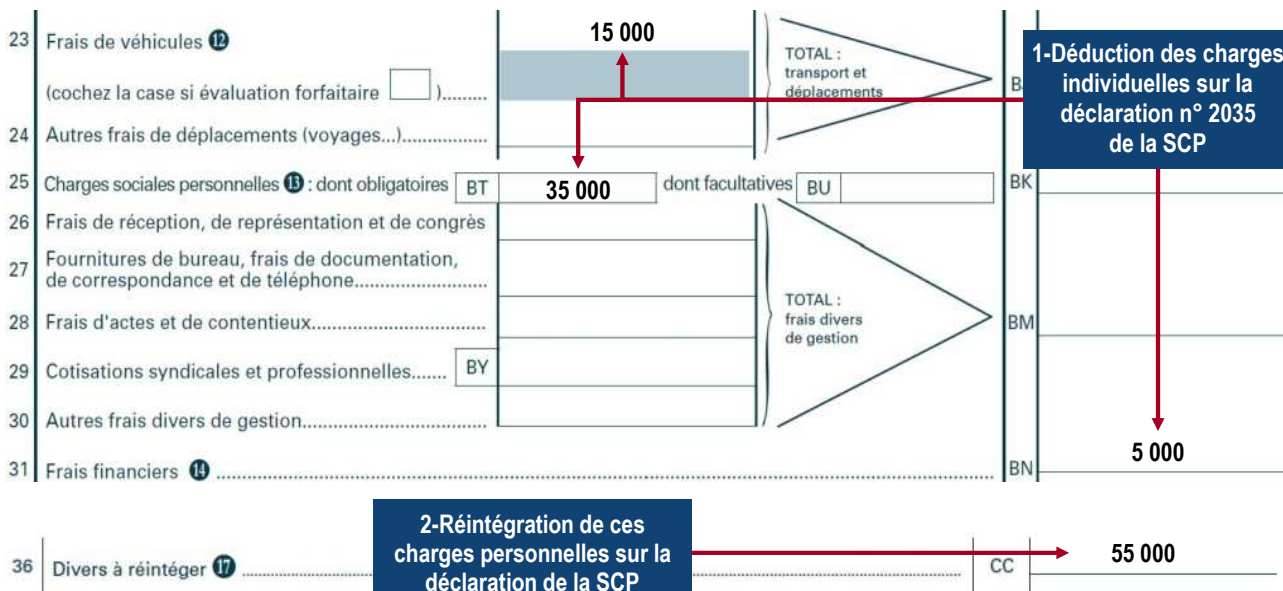 23 Frais de véhicules ⓬ 15 000
(cochez la case si évaluation forfaitaire ).........
TOTAL :
transport et
déplacements
1-Déduction des charges
individuelles sur la
déclaration n° 2035
de la SCP
24 Autres frais de déplacements (voyages...)..................
25 Charges sociales personnelles ⓭ : dont obligatoires BT 35 000 dont facultatives BU BK
26 Frais de réception, de représentation et de congrès
27 Fournitures de bureau, frais de documentation,
de correspondance et de téléphone............................
28 Frais d'actes et de contentieux.....................................
TOTAL :
frais divers
de gestion
BM
29 Cotisations syndicales et professionnelles....... BY
30 Autres frais divers de gestion.......................................
31 Frais financiers ⓮ ........................................ BN 5 000
2-Réintégration de ces
charges personnelles sur la
déclaration de la SCP
36 Divers à réintéger ⓱ ........................................ CC 55 000